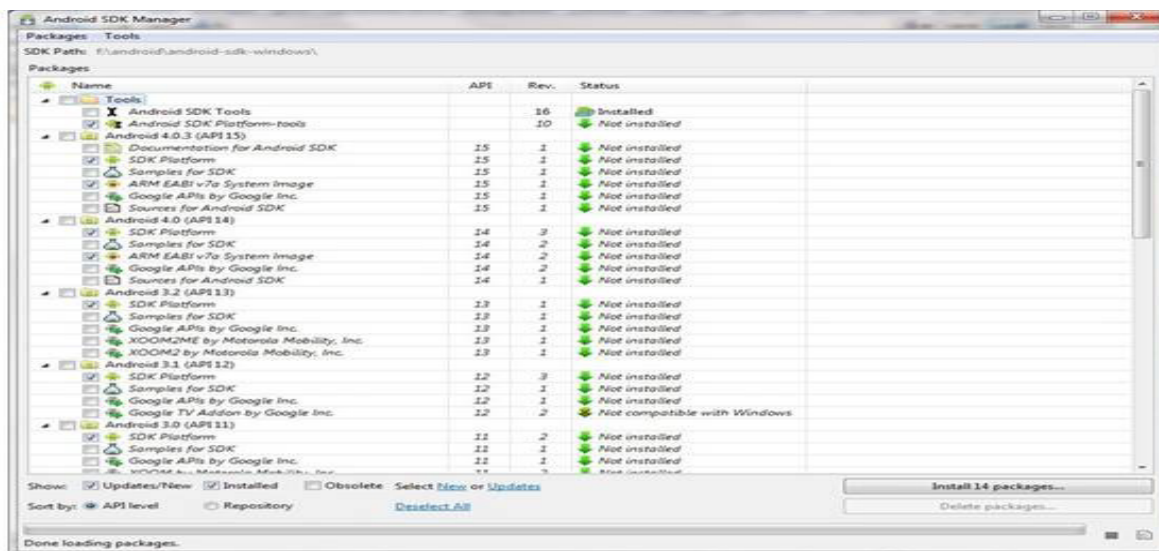 Android SDK Manager
Packages Tools
SDK Path: F:\android\android-sdk-windows\
Packages
Name API Rev. Status
Tools
Android SDK Tools 16 Installed
Android SDK Platform-tools 10 Not installed
Android 4.0.3 (API 15)
Documentation for Android SDK 15 1 Not installed
SDK Platform 15 1 Not installed
Samples for SDK 15 1 Not installed
ARM EABI v7a System Image 15 1 Not installed
Google APIs by Google Inc. 15 1 Not installed
Sources for Android SDK 15 1 Not installed
Android 4.0 (API 14)
SDK Platform 14 3 Not installed
Samples for SDK 14 2 Not installed
ARM EABI v7a System Image 14 2 Not installed
Google APIs by Google Inc. 14 2 Not installed
Sources for Android SDK 14 1 Not installed
Android 3.2 (API 13)
SDK Platform 13 1 Not installed
Samples for SDK 13 1 Not installed
Google APIs by Google Inc. 13 1 Not installed
XOOM2ME by Motorola Mobility, Inc. 13 1 Not installed
XOOM2 by Motorola Mobility, Inc. 13 1 Not installed
Android 3.1 (API 12)
SDK Platform 12 3 Not installed
Samples for SDK 12 1 Not installed
Google APIs by Google Inc. 12 1 Not installed
Google TV Addon by Google Inc. 12 2 Not compatible with Windows
Android 3.0 (API 11)
SDK Platform 11 2 Not installed
Samples for SDK 11 1 Not installed
Google APIs by Google Inc. 11 1 Not installed
Show: Updates/New Installed Obsolete Select New or Updates Install 14 packages...
Sort by: API level Repository Deselect All Delete packages...
Done loading packages.